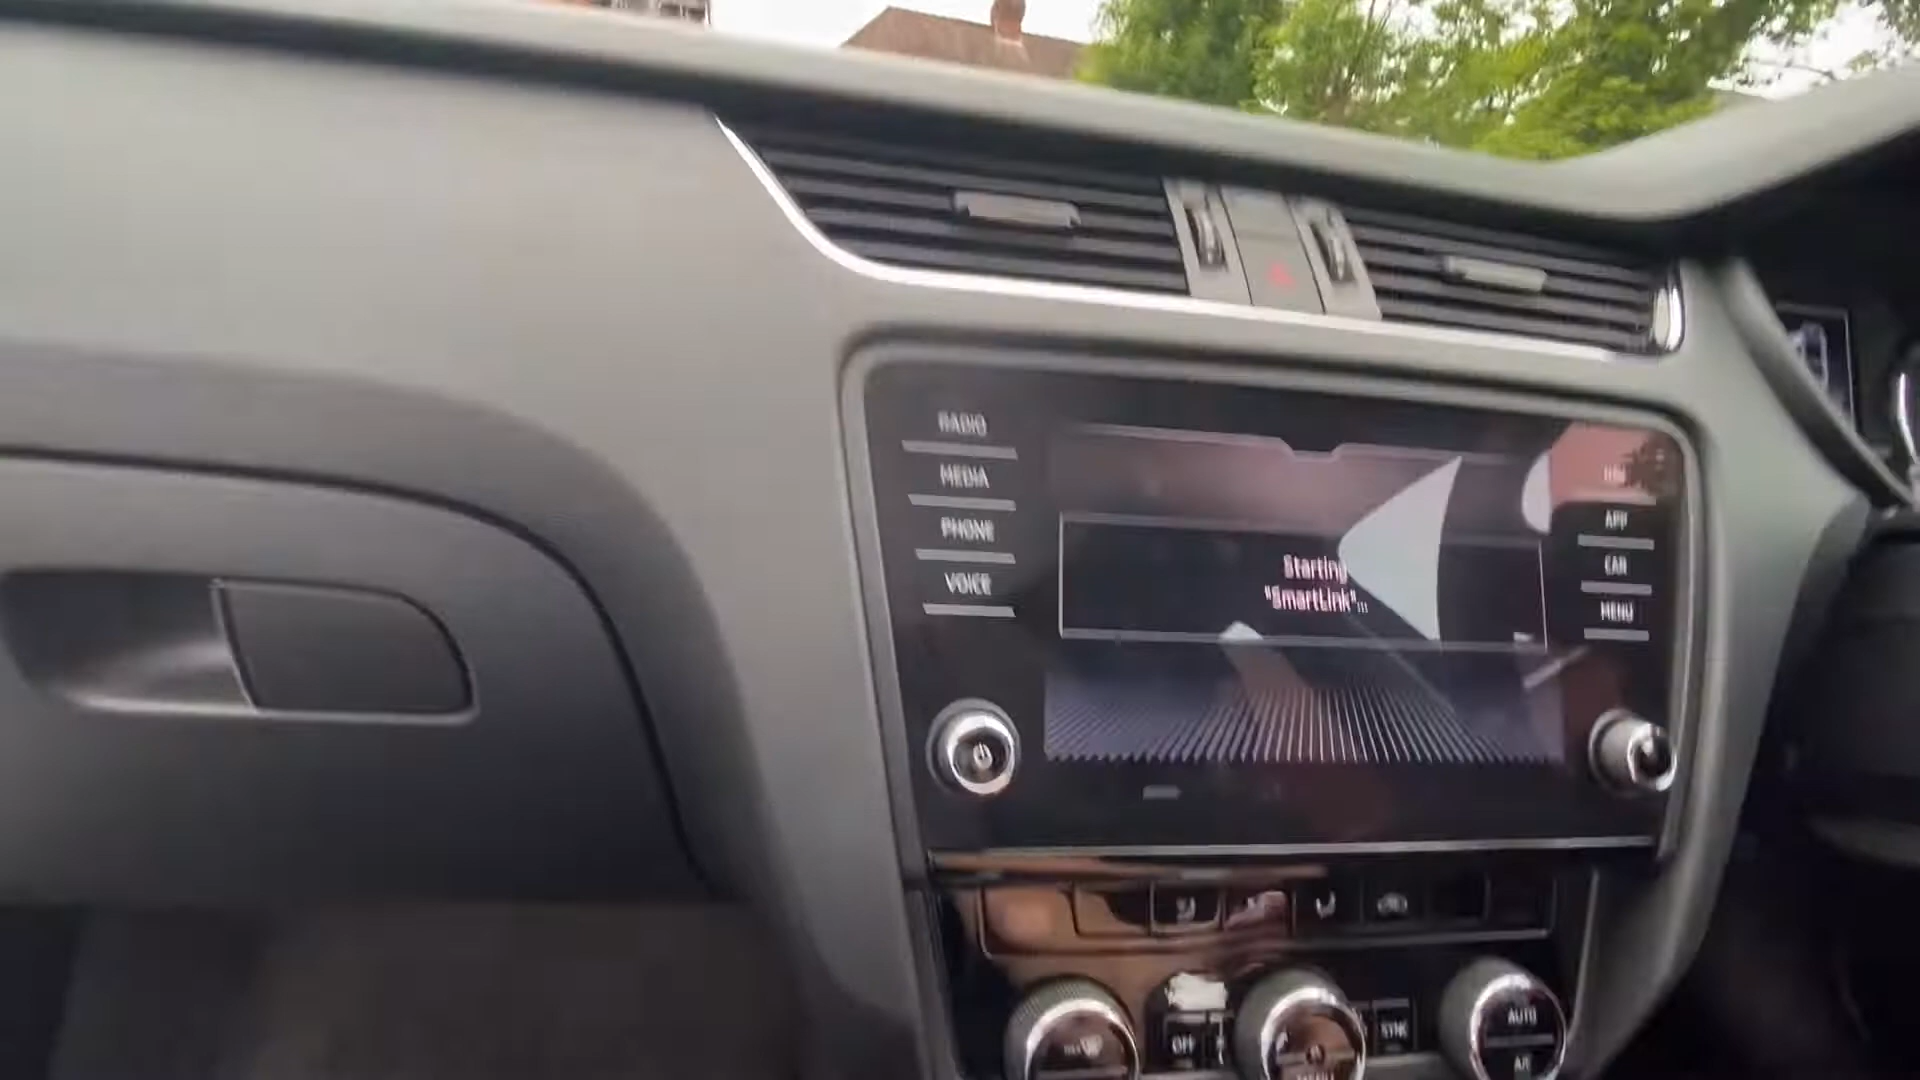 RADIO
MEDIA
PHONE
VOICE
Starting
"SmartLink"...
APP
CAR
MENU
OFF
SYNC
AUTO